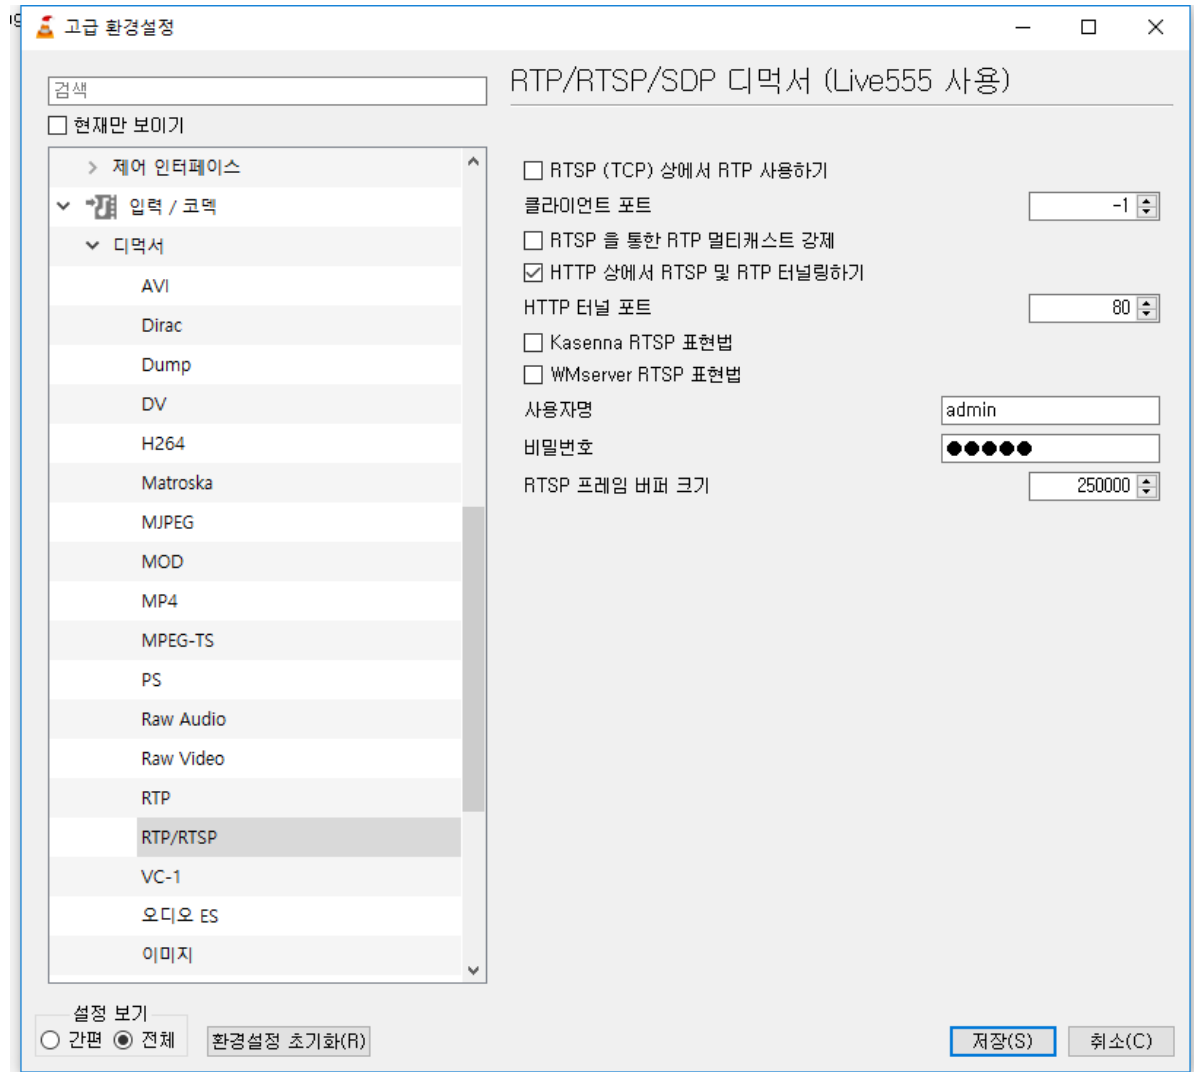 고급 환경설정
RTP/RTSP/SDP 디먹서 (Live555 사용)
검색
현재만 보이기
제어 인터페이스
입력 / 코덱
디먹서
AVI
Dirac
Dump
DV
H264
Matroska
MJPEG
MOD
MP4
MPEG-TS
PS
Raw Audio
Raw Video
RTP
RTP/RTSP
VC-1
오디오 ES
이미지
RTSP (TCP) 상에서 RTP 사용하기
클라이언트 포트 -1
RTSP 을 통한 RTP 멀티캐스트 강제
HTTP 상에서 RTSP 및 RTP 터널링하기
HTTP 터널 포트 80
Kasenna RTSP 표현법
WMserver RTSP 표현법
사용자명 admin
비밀번호 ●●●●●
RTSP 프레임 버퍼 크기 250000
설정 보기
간편 전체 환경설정 초기화(R) 저장(S) 취소(C)